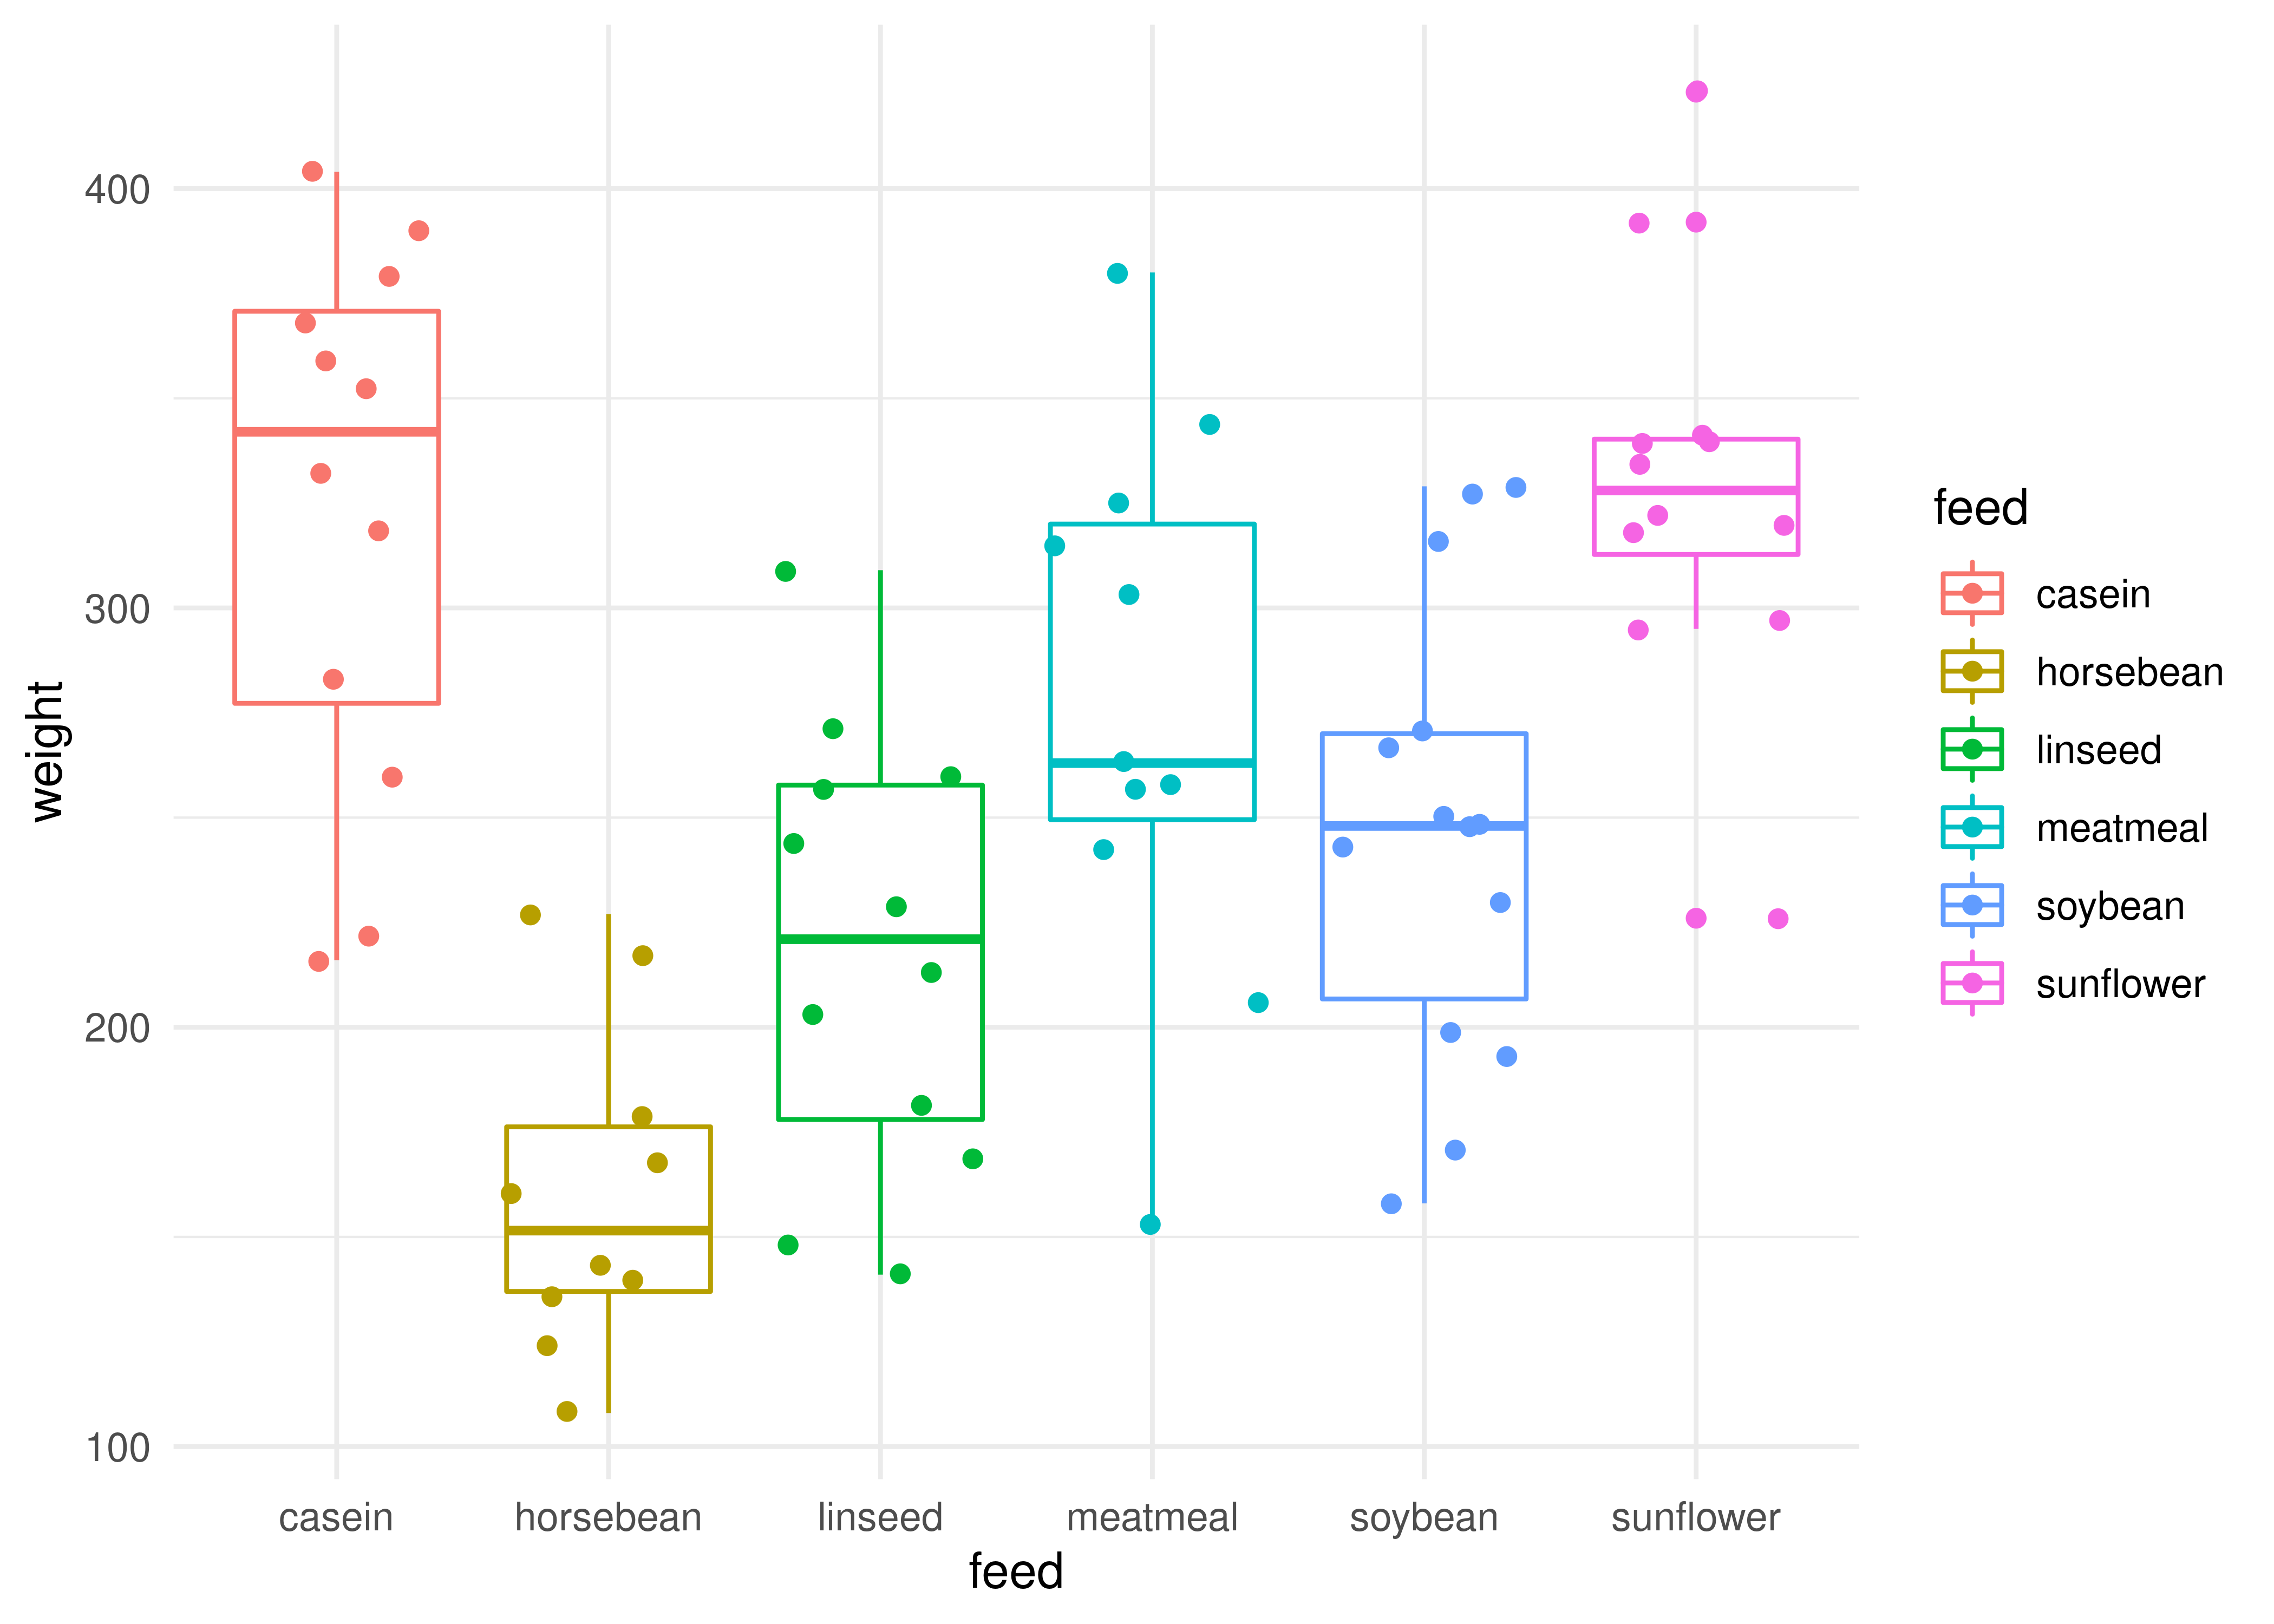 weight
400
300
200
100
casein horsebean linseed meatmeal soybean sunflower
feed
feed
casein
horsebean
linseed
meatmeal
soybean
sunflower